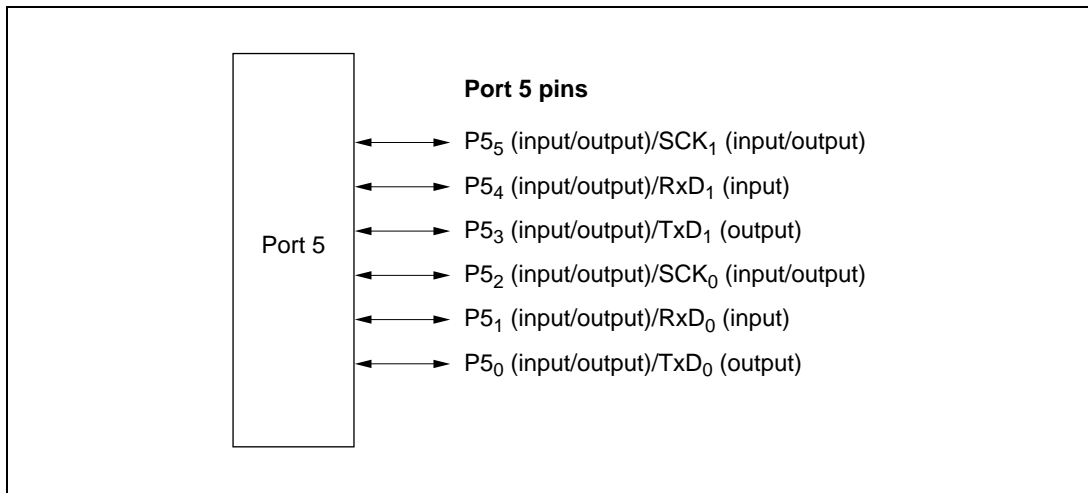 Port 5 pins
P5₅ (input/output)/SCK₁ (input/output)
P5₄ (input/output)/RxD₁ (input)
P5₃ (input/output)/TxD₁ (output)
Port 5
P5₂ (input/output)/SCK₀ (input/output)
P5₁ (input/output)/RxD₀ (input)
P5₀ (input/output)/TxD₀ (output)